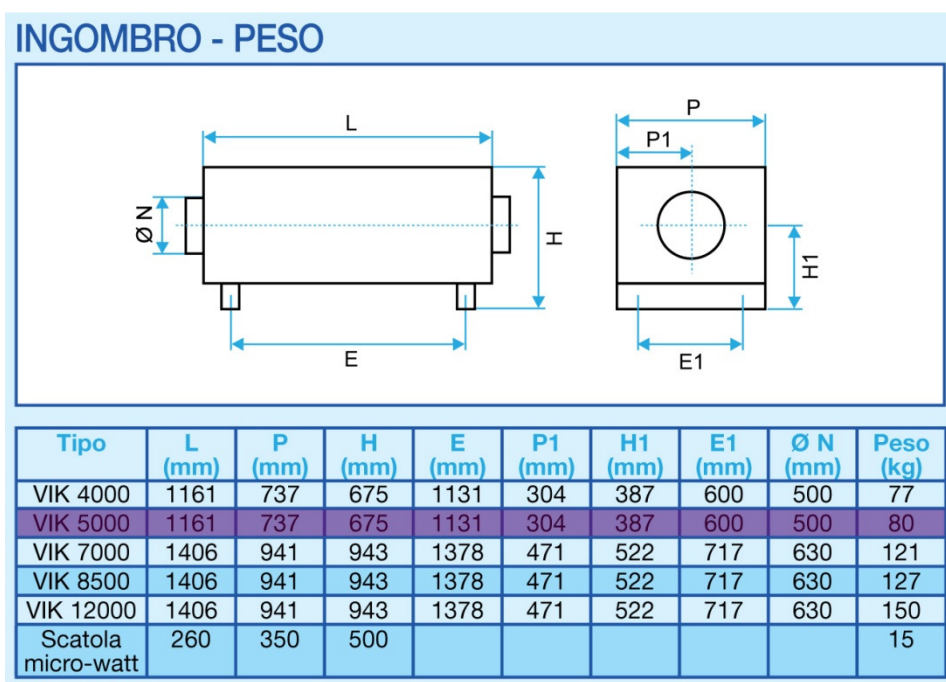 INGOMBRO - PESO
L
P
P1
Ø N
H
H1
E
E1
Tipo L P H E P1 H1 E1 Ø N Peso
(mm) (mm) (mm) (mm) (mm) (mm) (mm) (mm) (kg)
VIK 4000 1161 737 675 1131 304 387 600 500 77
VIK 5000 1161 737 675 1131 304 387 600 500 80
VIK 7000 1406 941 943 1378 471 522 717 630 121
VIK 8500 1406 941 943 1378 471 522 717 630 127
VIK 12000 1406 941 943 1378 471 522 717 630 150
Scatola 260 350 500 15
micro-watt